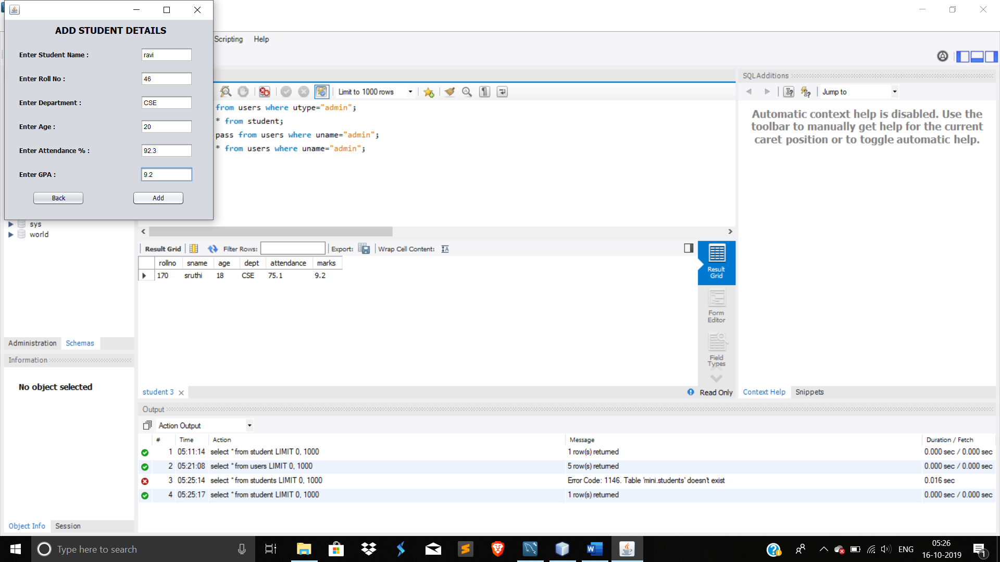 ADD STUDENT DETAILS
Enter Student Name : ravi
Enter Roll No : 46
Enter Department : CSE
Enter Age : 20
Enter Attendance % : 92.3
Enter GPA : 9.2
Back Add
Scripting Help
Limit to 1000 rows
from users where utype="admin";
* from student;
pass from users where uname="admin";
* from users where uname="admin";
SQLAdditions
Jump to
Automatic context help is disabled. Use the
toolbar to manually get help for the current
caret position or to toggle automatic help.
sys
world
Result Grid Filter Rows: Export: Wrap Cell Content:
rollno sname age dept attendance marks
170 sruthi 18 CSE 75.1 9.2
Result
Grid
Form
Editor
Field
Types
Administration Schemas
Information
No object selected
student 3
Read Only
Context Help Snippets
Output
Action Output
# Time Action Message Duration / Fetch
1 05:11:14 select * from student LIMIT 0, 1000 1 row(s) returned 0.000 sec / 0.000 sec
2 05:21:08 select * from users LIMIT 0, 1000 5 row(s) returned 0.000 sec / 0.000 sec
3 05:25:14 select * from students LIMIT 0, 1000 Error Code: 1146. Table 'mini.students' doesn't exist 0.016 sec
4 05:25:17 select * from student LIMIT 0, 1000 1 row(s) returned 0.000 sec / 0.000 sec
Object Info Session
Type here to search
ENG
05:26
16-10-2019
1